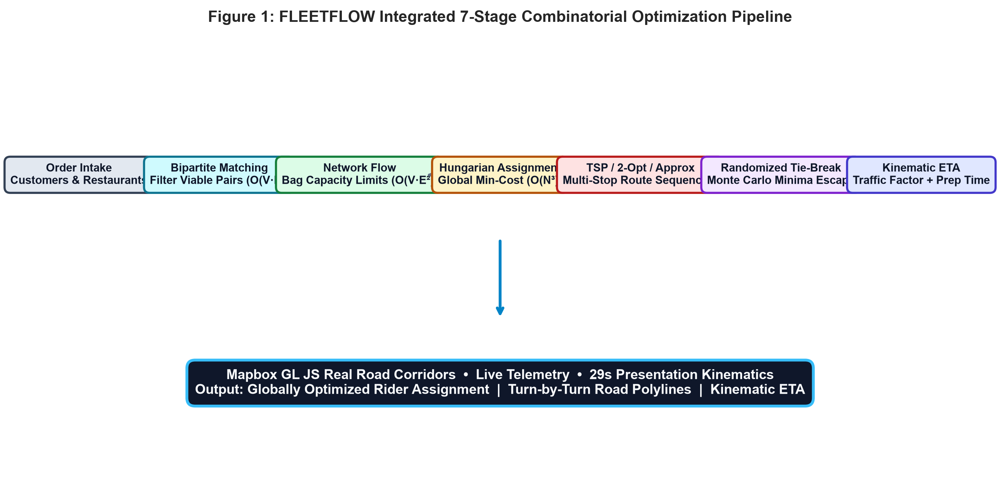 Figure 1: FLEETFLOW Integrated 7-Stage Combinatorial Optimization Pipeline
Order Intake
Customers & Restaurants
Bipartite Matching
Filter Viable Pairs (O(V·
Network Flow
Bag Capacity Limits (O(V·E²
Hungarian Assignmen
Global Min-Cost (O(N³)
TSP / 2-Opt / Approx
Multi-Stop Route Sequenc
Randomized Tie-Break
Monte Carlo Minima Escap
Kinematic ETA
Traffic Factor + Prep Time
Mapbox GL JS Real Road Corridors • Live Telemetry • 29s Presentation Kinematics
Output: Globally Optimized Rider Assignment | Turn-by-Turn Road Polylines | Kinematic ETA